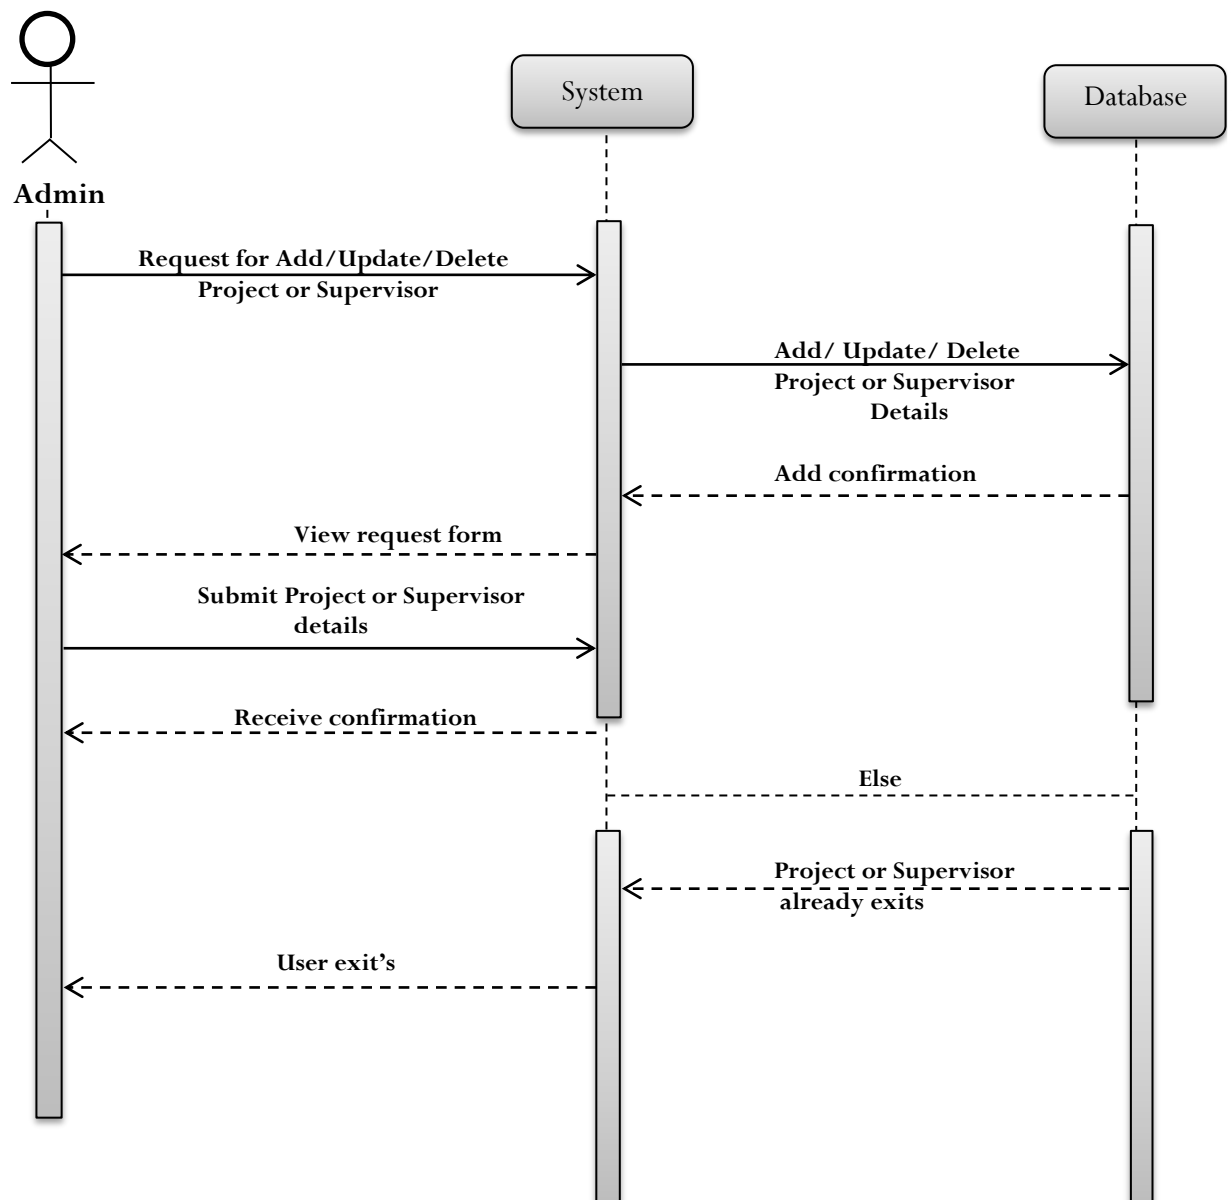 System
Database
Admin
Request for Add/Update/Delete
Project or Supervisor
Add/ Update/ Delete
Project or Supervisor
Details
Add confirmation
View request form
Submit Project or Supervisor
details
Receive confirmation
Else
Project or Supervisor
already exits
User exit’s